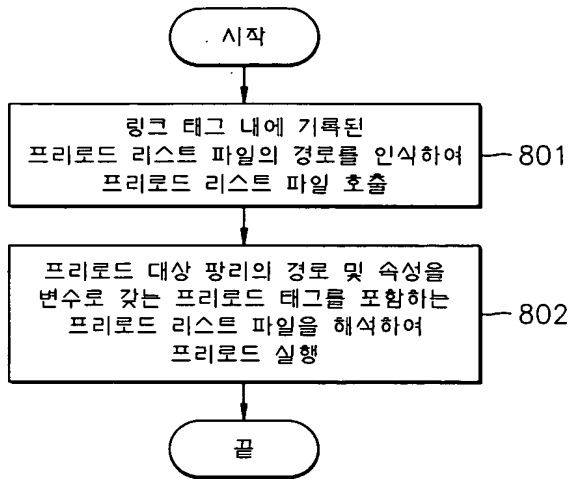 시작
링크 태그 내에 기록된
프리로드 리스트 파일의 경로를 인식하여
프리로드 리스트 파일 호출
801
프리로드 대상 팡리의 경로 및 속성을
변수로 갖는 프리로드 태그를 포함하는
프리로드 리스트 파일을 해석하여
프리로드 실행
802
끝